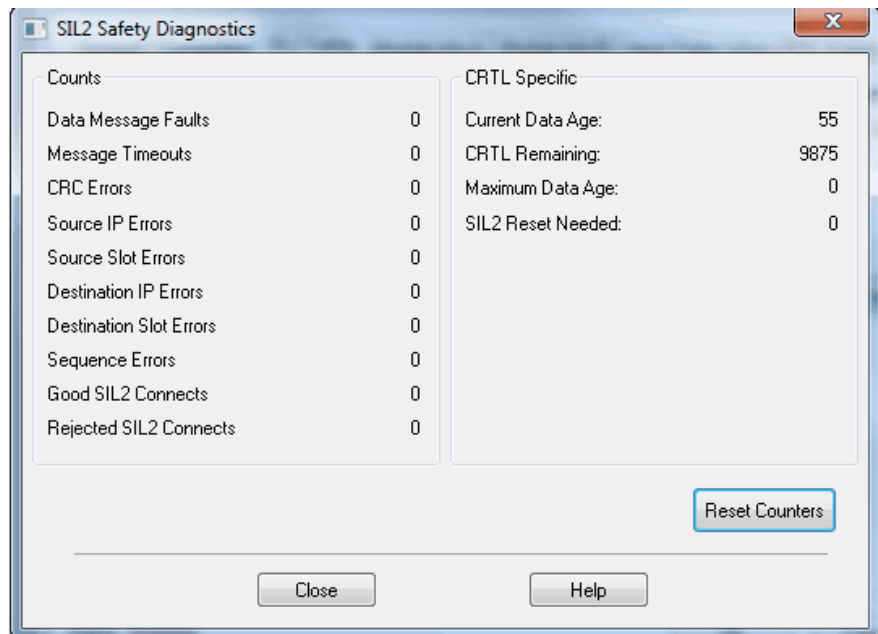 SIL2 Safety Diagnostics
Counts
Data Message Faults 0
Message Timeouts 0
CRC Errors 0
Source IP Errors 0
Source Slot Errors 0
Destination IP Errors 0
Destination Slot Errors 0
Sequence Errors 0
Good SIL2 Connects 0
Rejected SIL2 Connects 0
CRTL Specific
Current Data Age: 55
CRTL Remaining: 9875
Maximum Data Age: 0
SIL2 Reset Needed: 0
Reset Counters
Close Help